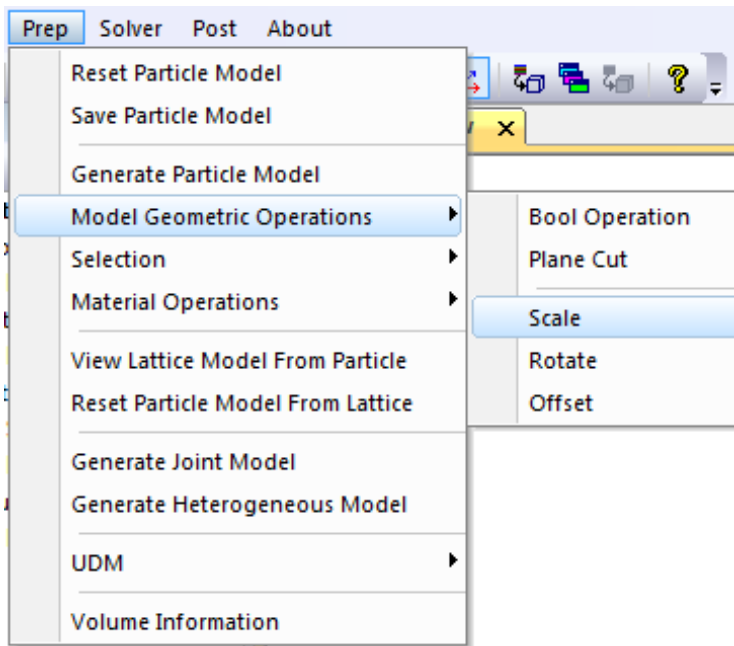 Prep Solver Post About
Reset Particle Model
Save Particle Model
Generate Particle Model
Model Geometric Operations
Selection
Material Operations
View Lattice Model From Particle
Reset Particle Model From Lattice
Generate Joint Model
Generate Heterogeneous Model
UDM
Volume Information
Bool Operation
Plane Cut
Scale
Rotate
Offset